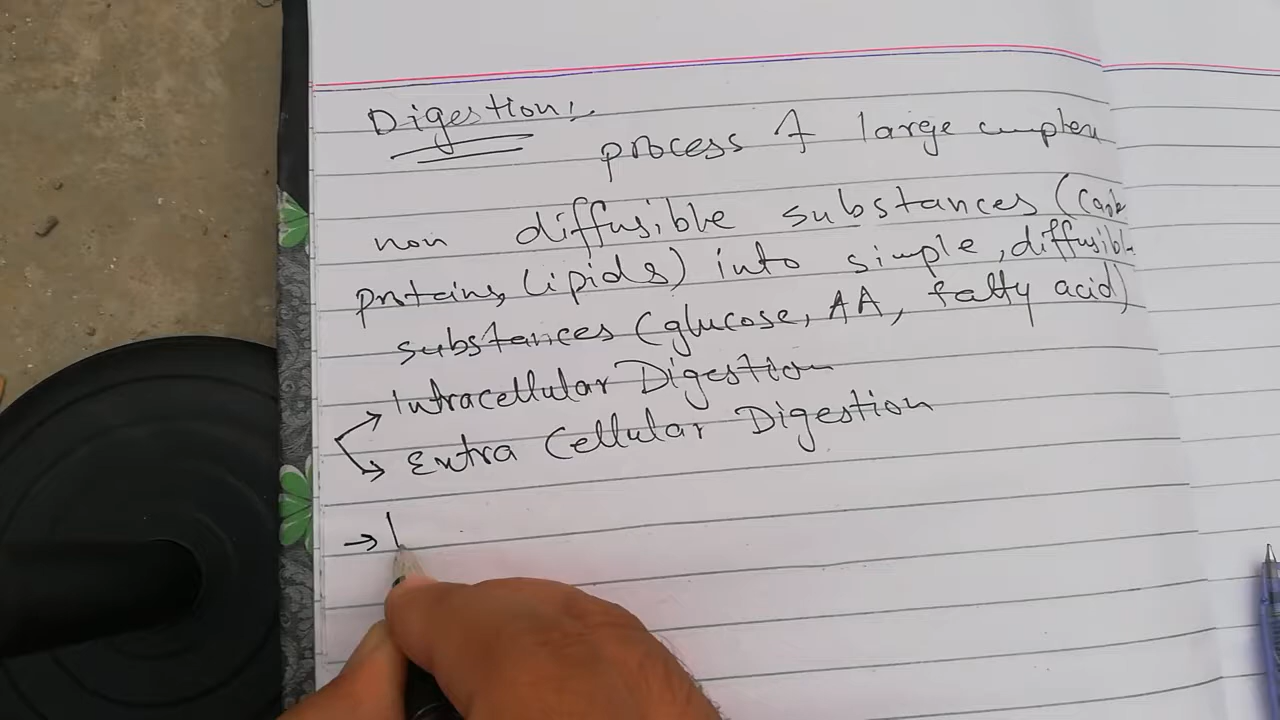 Digestion:-
process of large complex
non diffusible substances (Carb
proteins, Lipids) into simple, diffusible
substances (glucose, AA, fatty acid)
→ Intracellular Digestion
→ Extra Cellular Digestion
→ I